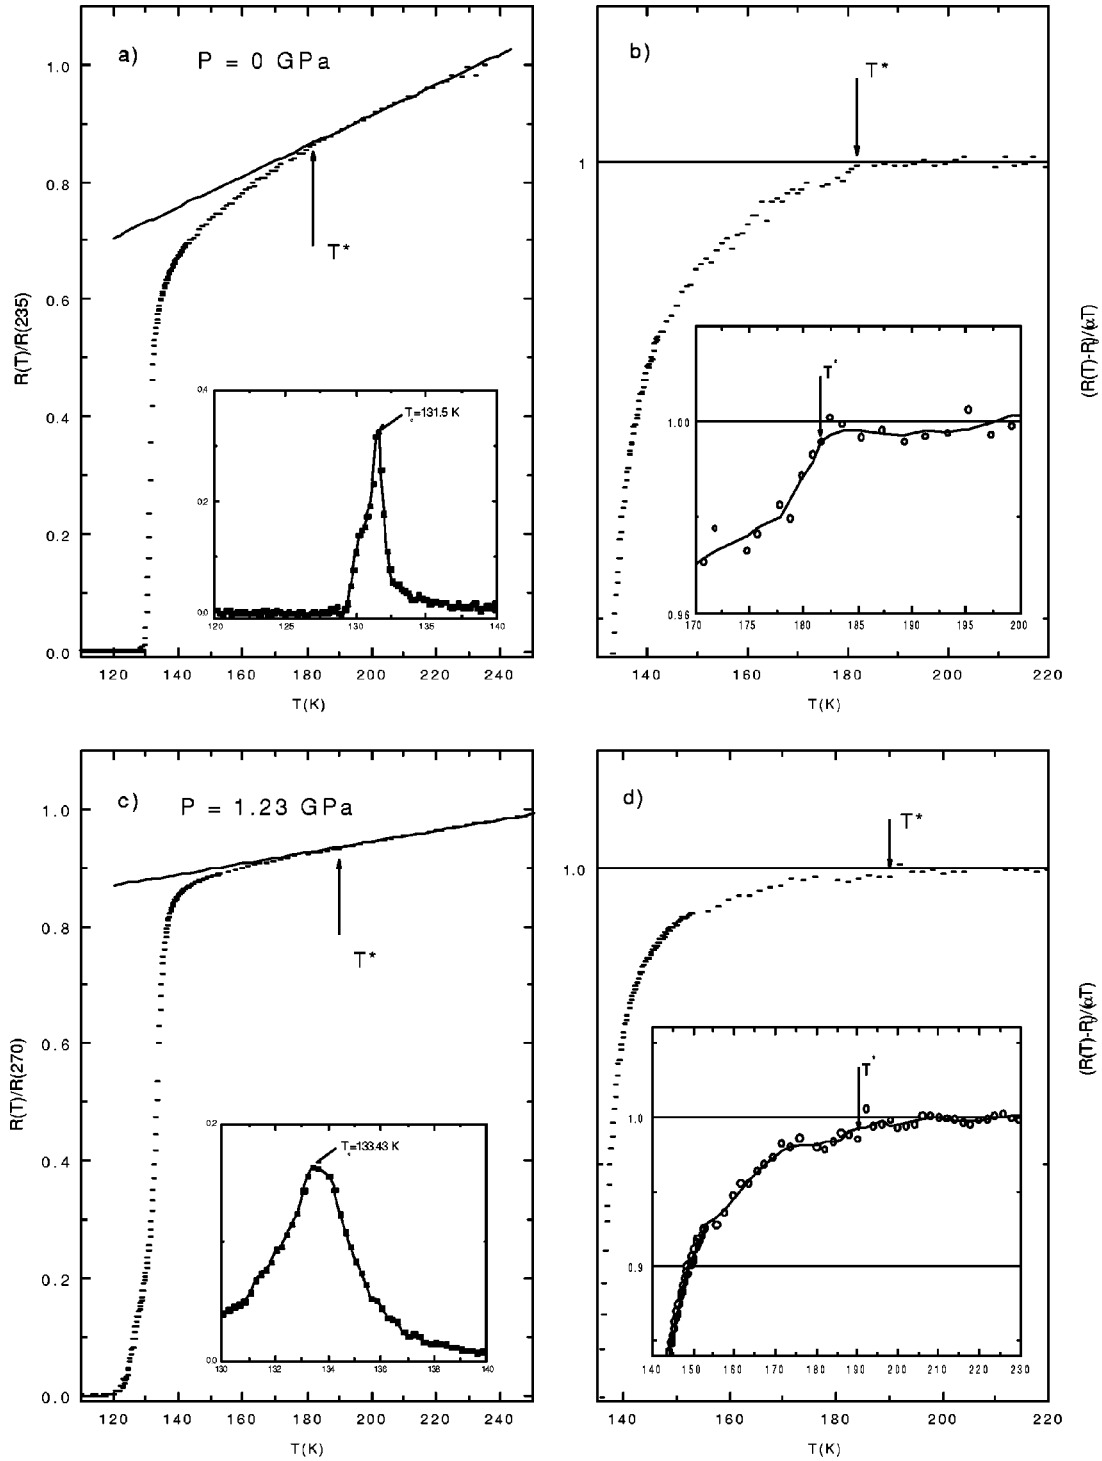 a)
P = 0 GPa
T*
R(T)/R(235)
1.0
0.8
0.6
0.4
0.2
0.0
120 140 160 180 200 220 240
T(K)
0,4
0,2
0,0
Tc=131.5 K
120 125 130 135 140
b)
T*
1
(R(T)-R0)/(αT)
140 160 180 200 220
T(K)
T*
1.00
0.96
170 175 180 185 190 195 200
c)
P = 1.23 GPa
T*
R(T)/R(270)
1.0
0.8
0.6
0.4
0.2
0.0
120 140 160 180 200 220 240
T(K)
0.2
0.0
Tc=133.43 K
130 132 134 136 138 140
d)
T*
1.0
(R(T)-R0)/(αT)
140 160 180 200 220
T(K)
T*
1.0
0.9
140 150 160 170 180 190 200 210 220 230